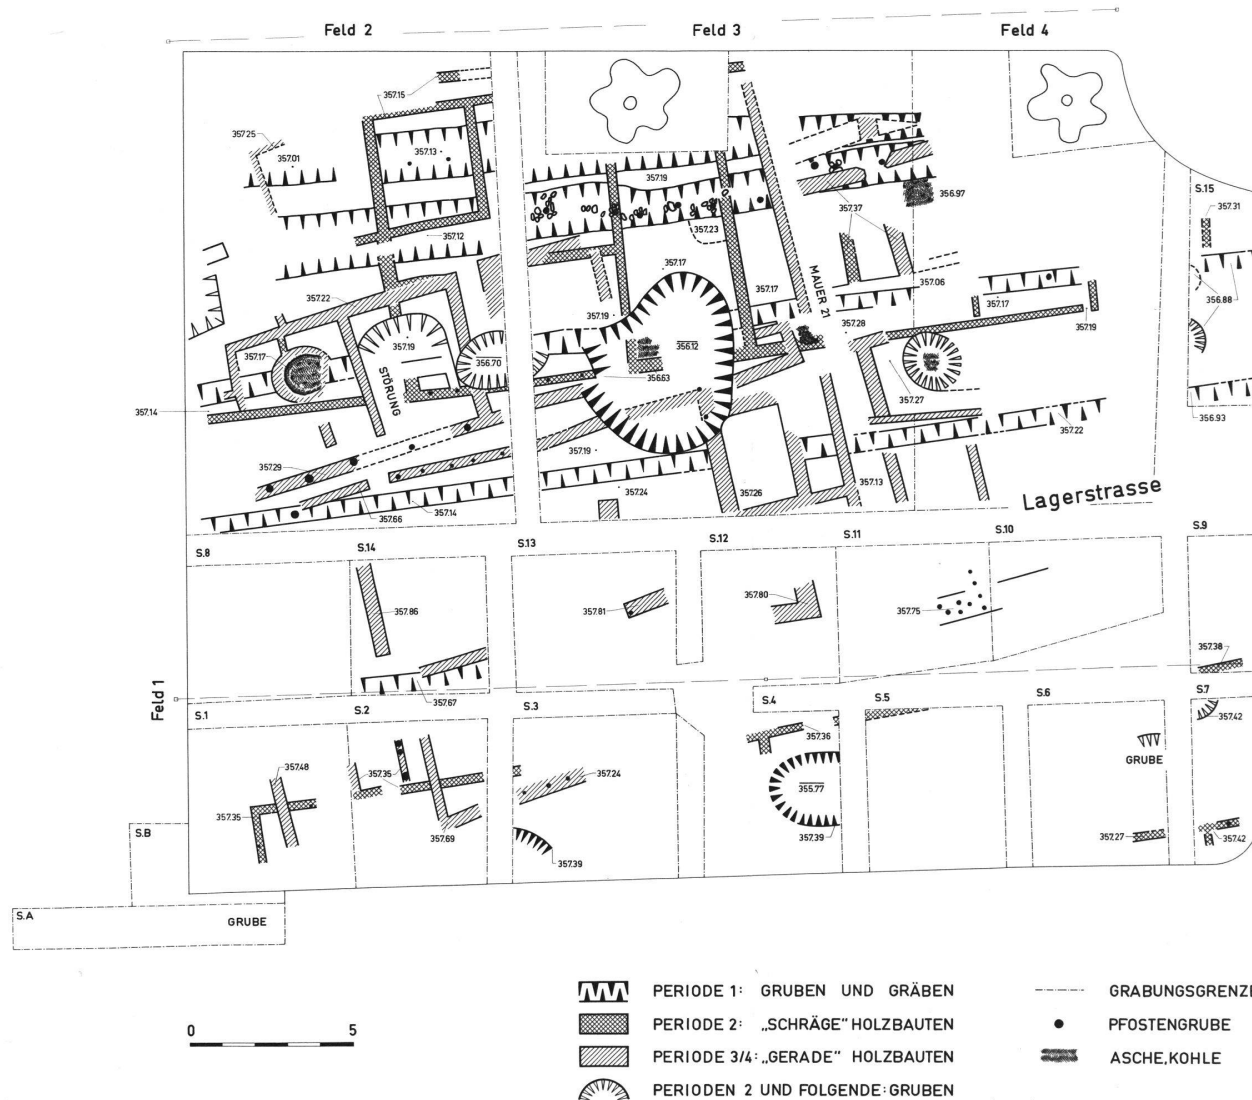 Feld 2
Feld 3
Feld 4
357.15
357.25
357.01
357.13
357.19
356.97
S.15
357.31
357.37
357.12
357.23
357.17
MAUER 21
357.22
357.17
357.06
357.17
356.88
357.19
357.28
357.19
357.19
356.12
357.17
356.70
STÖRUNG
356.63
357.27
357.14
356.93
357.22
357.29
357.19
357.13
357.24
357.26
357.66
357.14
Lagerstrasse
S.8
S.14
S.13
S.12
S.11
S.10
S.9
357.86
357.81
357.80
357.75
357.38
357.67
Feld 1
S.1
S.2
S.3
S.4
S.5
S.6
S.7
357.42
357.36
357.48
357.35
357.24
GRUBE
355.77
357.35
357.69
357.39
357.39
357.27
357.42
S.B
S.A
GRUBE
0 5
PERIODE 1: GRUBEN UND GRÄBEN
PERIODE 2: „SCHRÄGE" HOLZBAUTEN
PERIODE 3/4: „GERADE" HOLZBAUTEN
PERIODEN 2 UND FOLGENDE: GRUBEN
GRABUNGSGRENZE
PFOSTENGRUBE
ASCHE, KOHLE